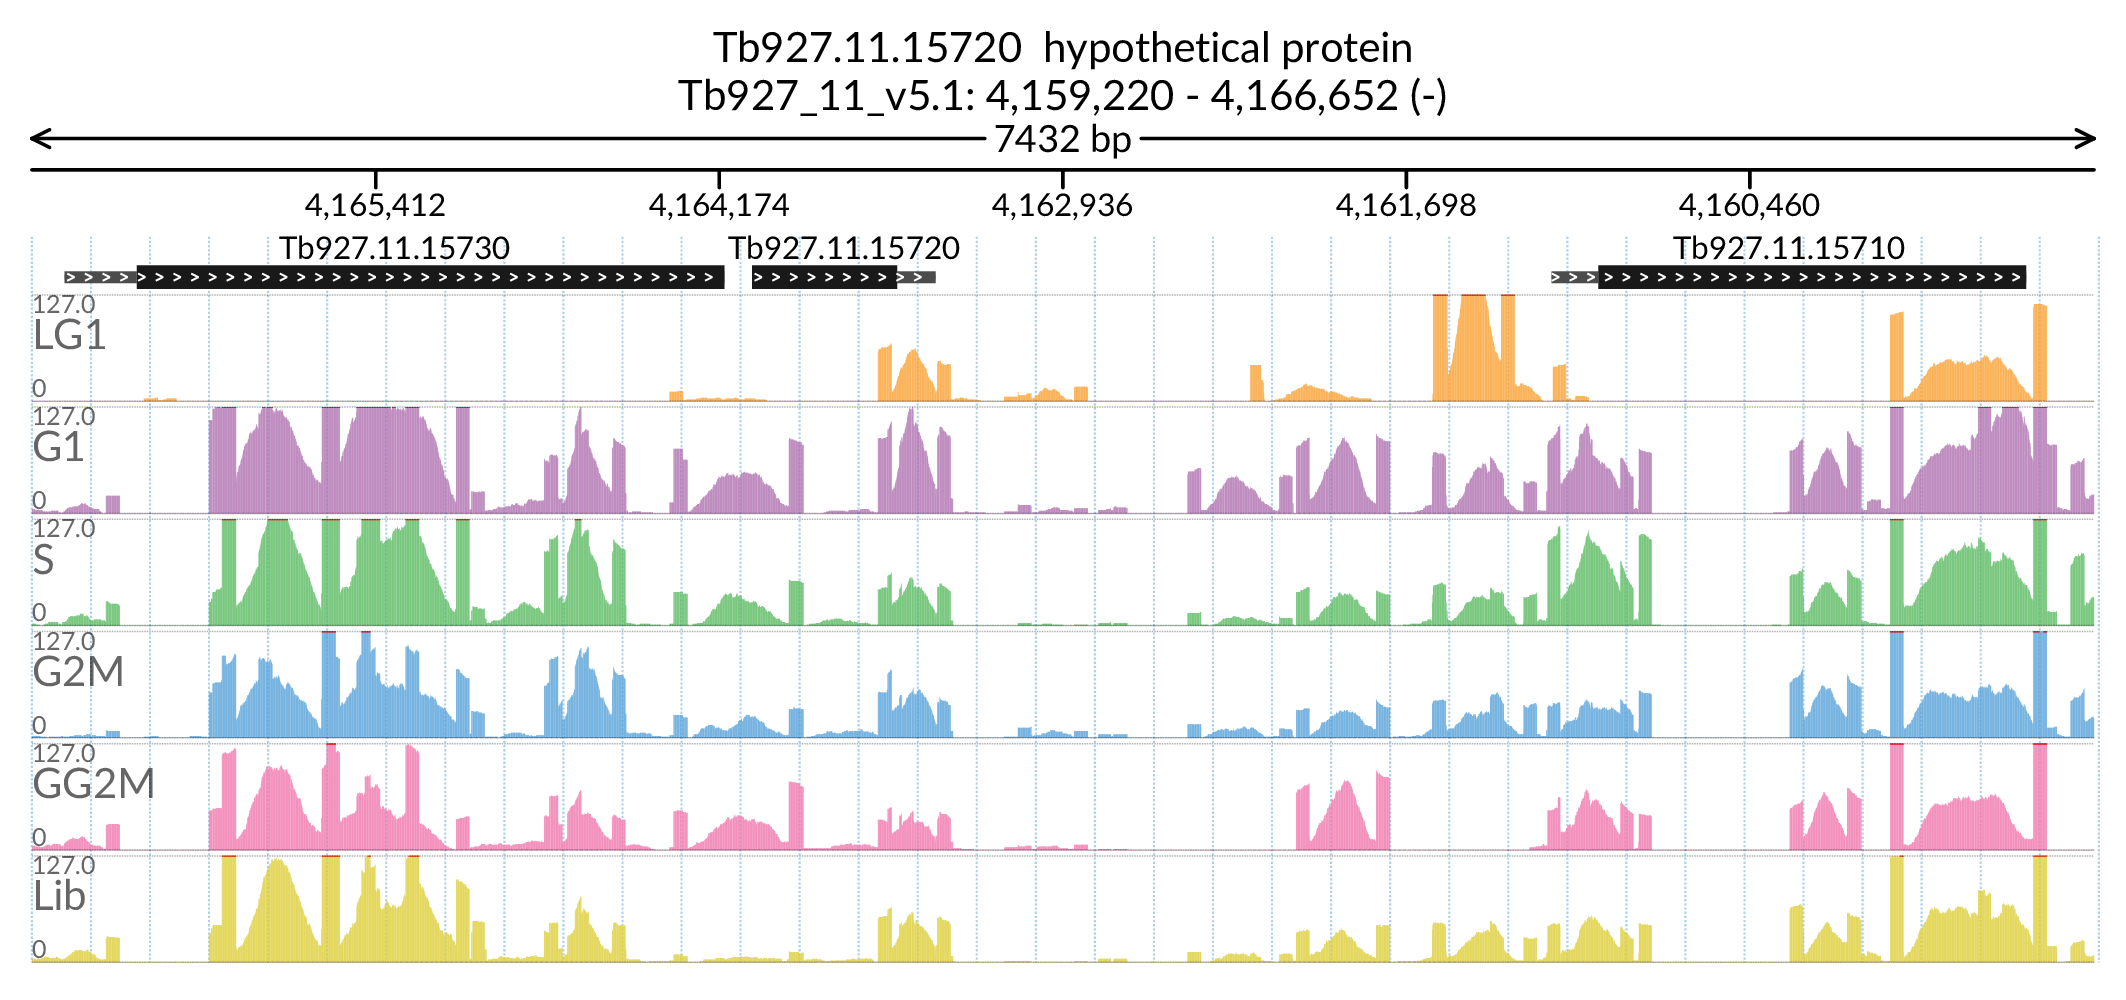 Tb927.11.15720 hypothetical protein
Tb927_11_v5.1: 4,159,220 - 4,166,652 (-)
7432 bp
4,165,412 4,164,174 4,162,936 4,161,698 4,160,460
Tb927.11.15730 Tb927.11.15720 Tb927.11.15710
127.0
LG1
0
127.0
G1
0
127.0
S
0
127.0
G2M
0
127.0
GG2M
0
127.0
Lib
0